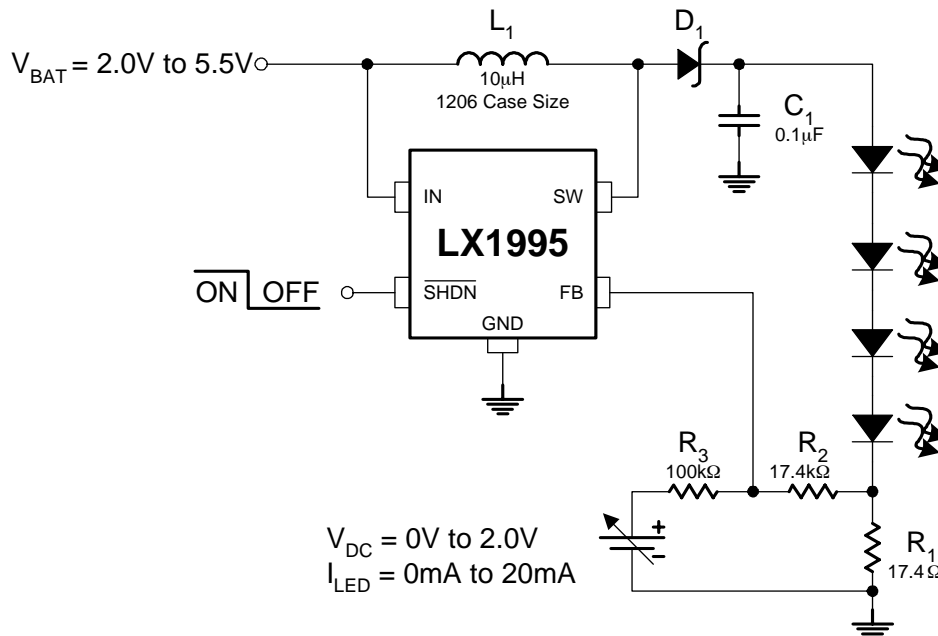 L1
D1
VBAT = 2.0V to 5.5V
10μH
1206 Case Size
C1
0.1μF
IN
SW
LX1995
ON OFF
SHDN
FB
GND
R3
100kΩ
R2
17.4kΩ
VDC = 0V to 2.0V
ILED = 0mA to 20mA
+
-
R1
17.4Ω